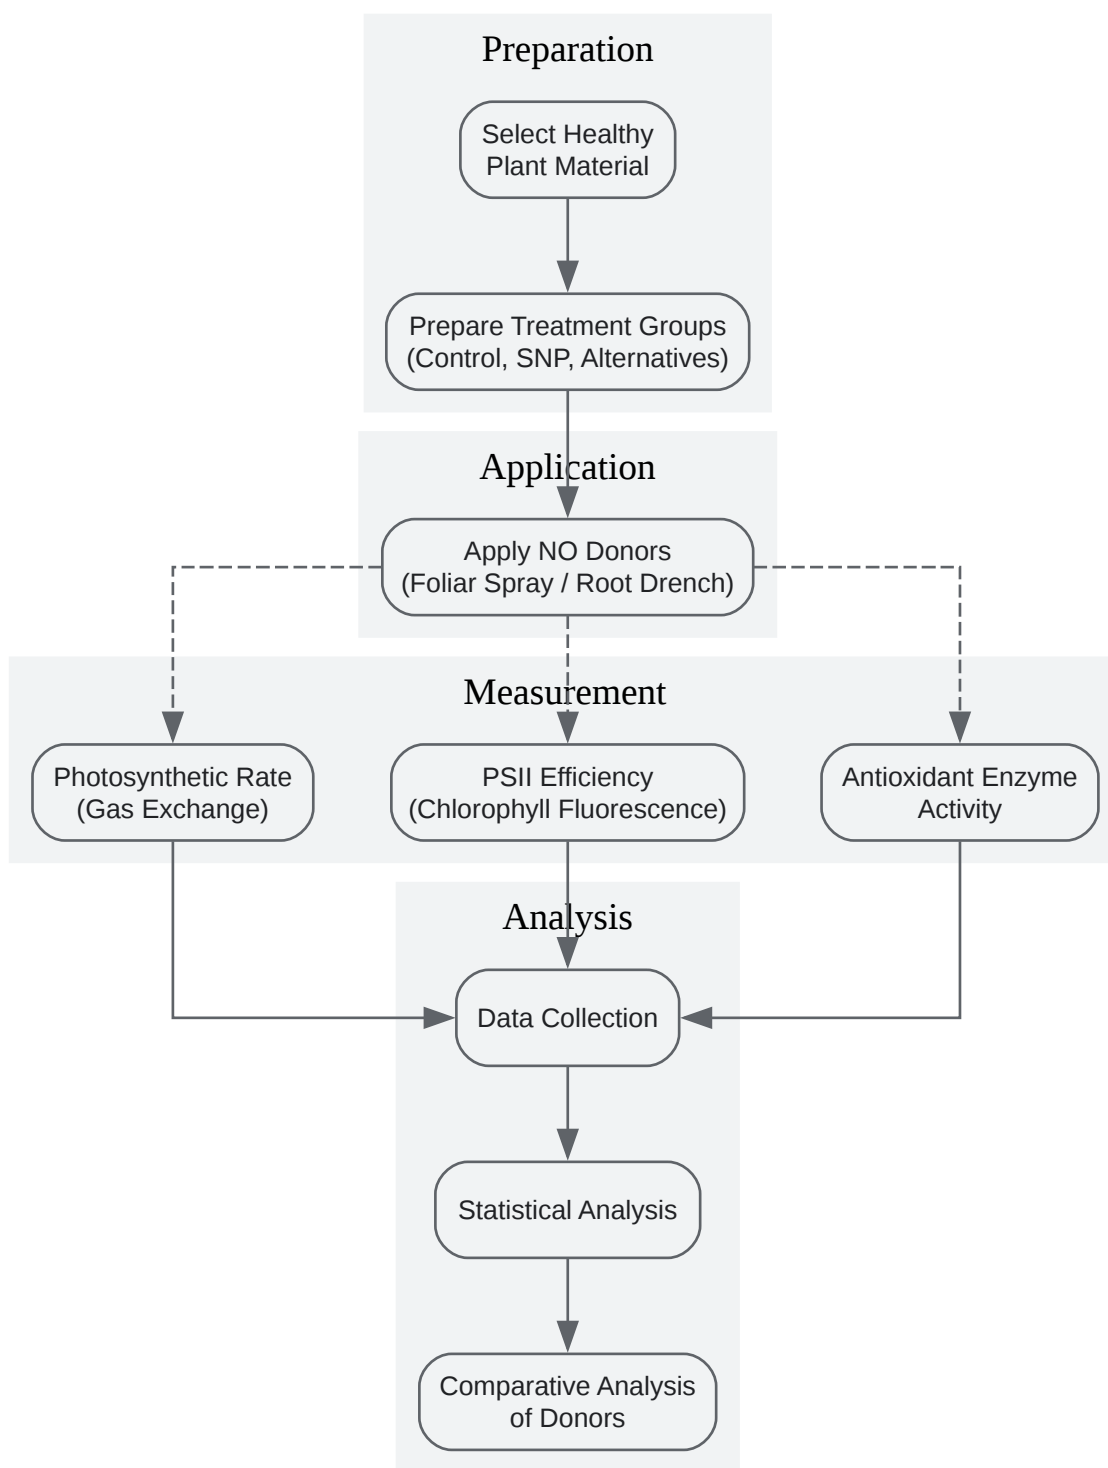 Preparation
Select Healthy
Plant Material
Prepare Treatment Groups
(Control, SNP, Alternatives)
Application
Apply NO Donors
(Foliar Spray / Root Drench)
Measurement
Photosynthetic Rate
(Gas Exchange)
PSII Efficiency
(Chlorophyll Fluorescence)
Antioxidant Enzyme
Activity
Analysis
Data Collection
Statistical Analysis
Comparative Analysis
of Donors